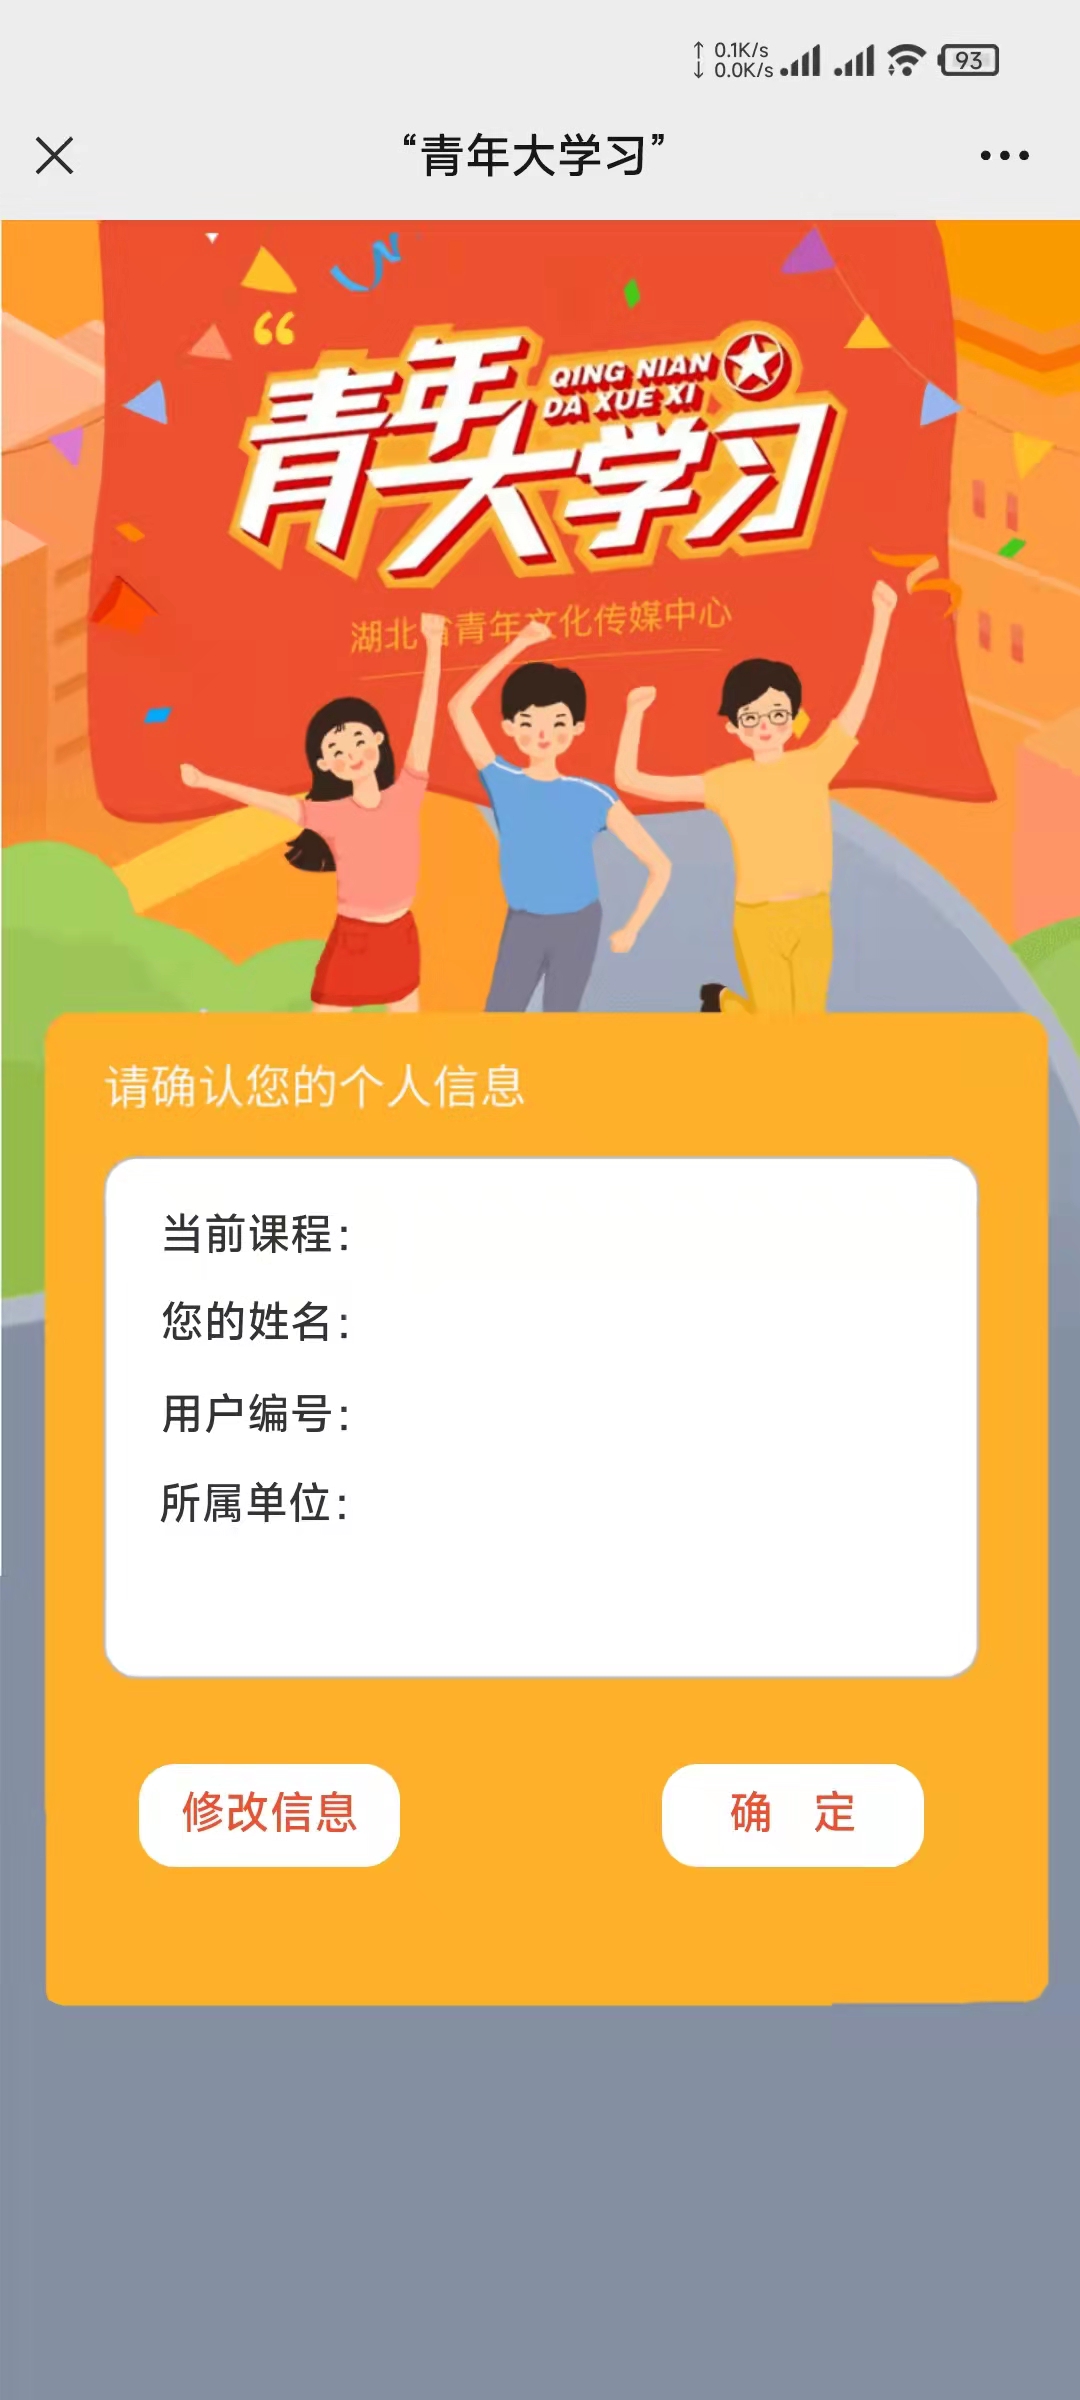 0.1K/s
0.0K/s
93
“青年大学习”
“
青年
QING NIAN
DA XUE XI
大学习
湖北省青年文化传媒中心
请确认您的个人信息
当前课程：
您的姓名：
用户编号：
所属单位：
修改信息
确 定